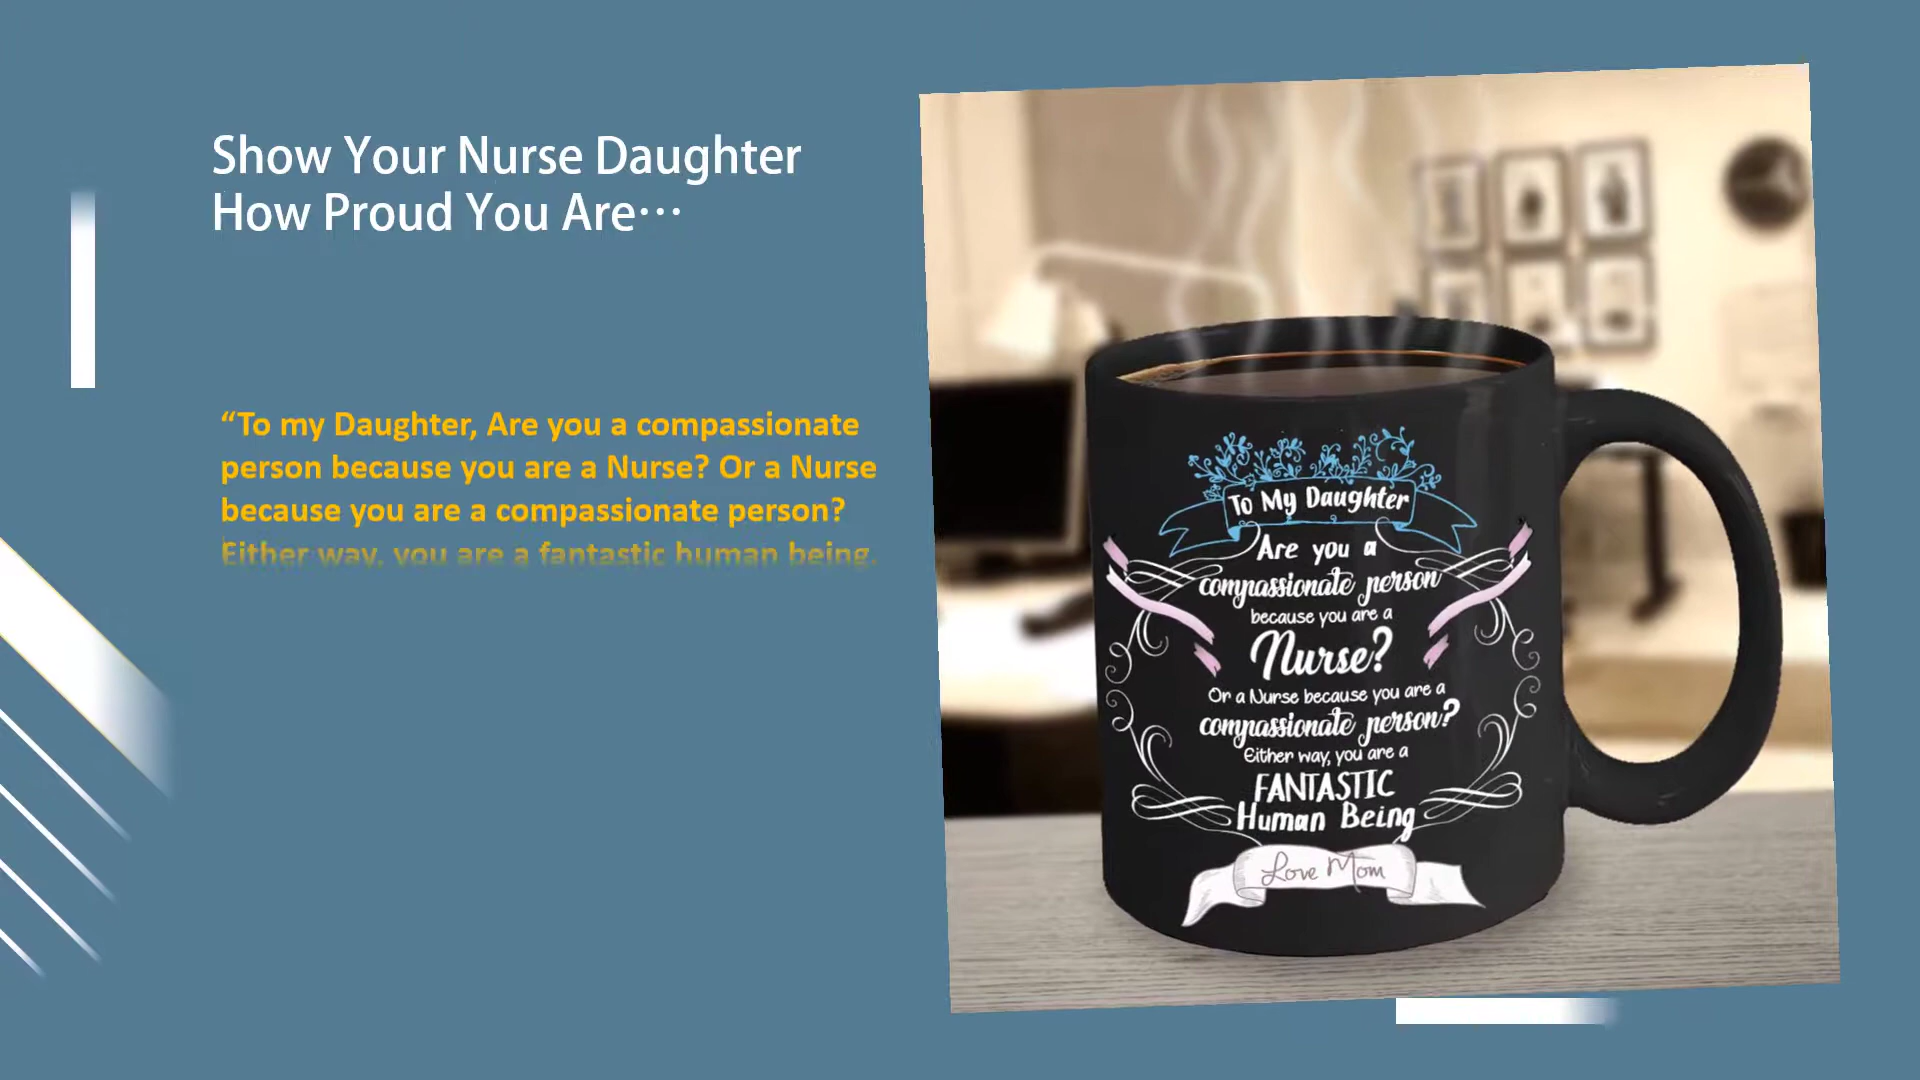 Show Your Nurse Daughter
How Proud You Are…
“To my Daughter, Are you a compassionate
person because you are a Nurse? Or a Nurse
because you are a compassionate person?
Either way, you are a fantastic human being.
To My Daughter
Are you a
compassionate person
because you are a
Nurse?
Or a Nurse because you are a
compassionate person?
Either way, you are a
FANTASTIC
Human Being
Love Mom